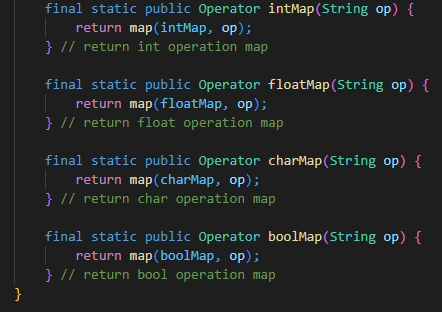 final static public Operator intMap(String op) {
return map(intMap, op);
} // return int operation map
final static public Operator floatMap(String op) {
return map(floatMap, op);
} // return float operation map
final static public Operator charMap(String op) {
return map(charMap, op);
} // return char operation map
final static public Operator boolMap(String op) {
return map(boolMap, op);
} // return bool operation map
}